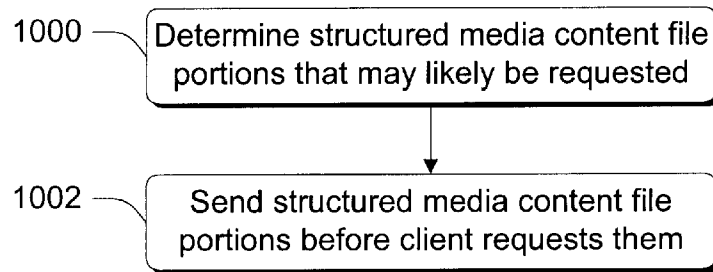 1000
Determine structured media content file
portions that may likely be requested
1002
Send structured media content file
portions before client requests them